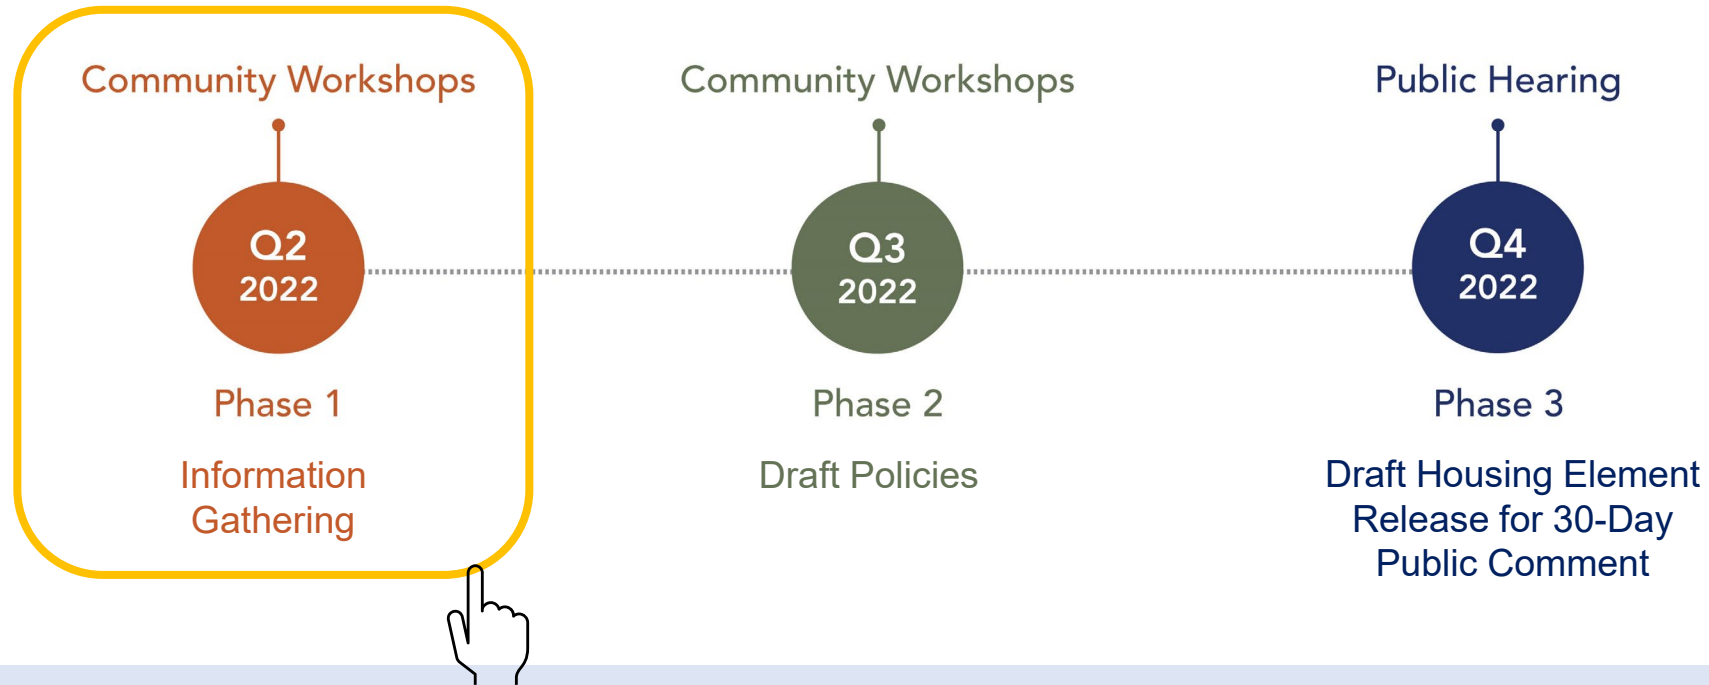 Community Workshops
Q2
2022
Phase 1
Information
Gathering
Community Workshops
Q3
2022
Phase 2
Draft Policies
Public Hearing
Q4
2022
Phase 3
Draft Housing Element
Release for 30-Day
Public Comment